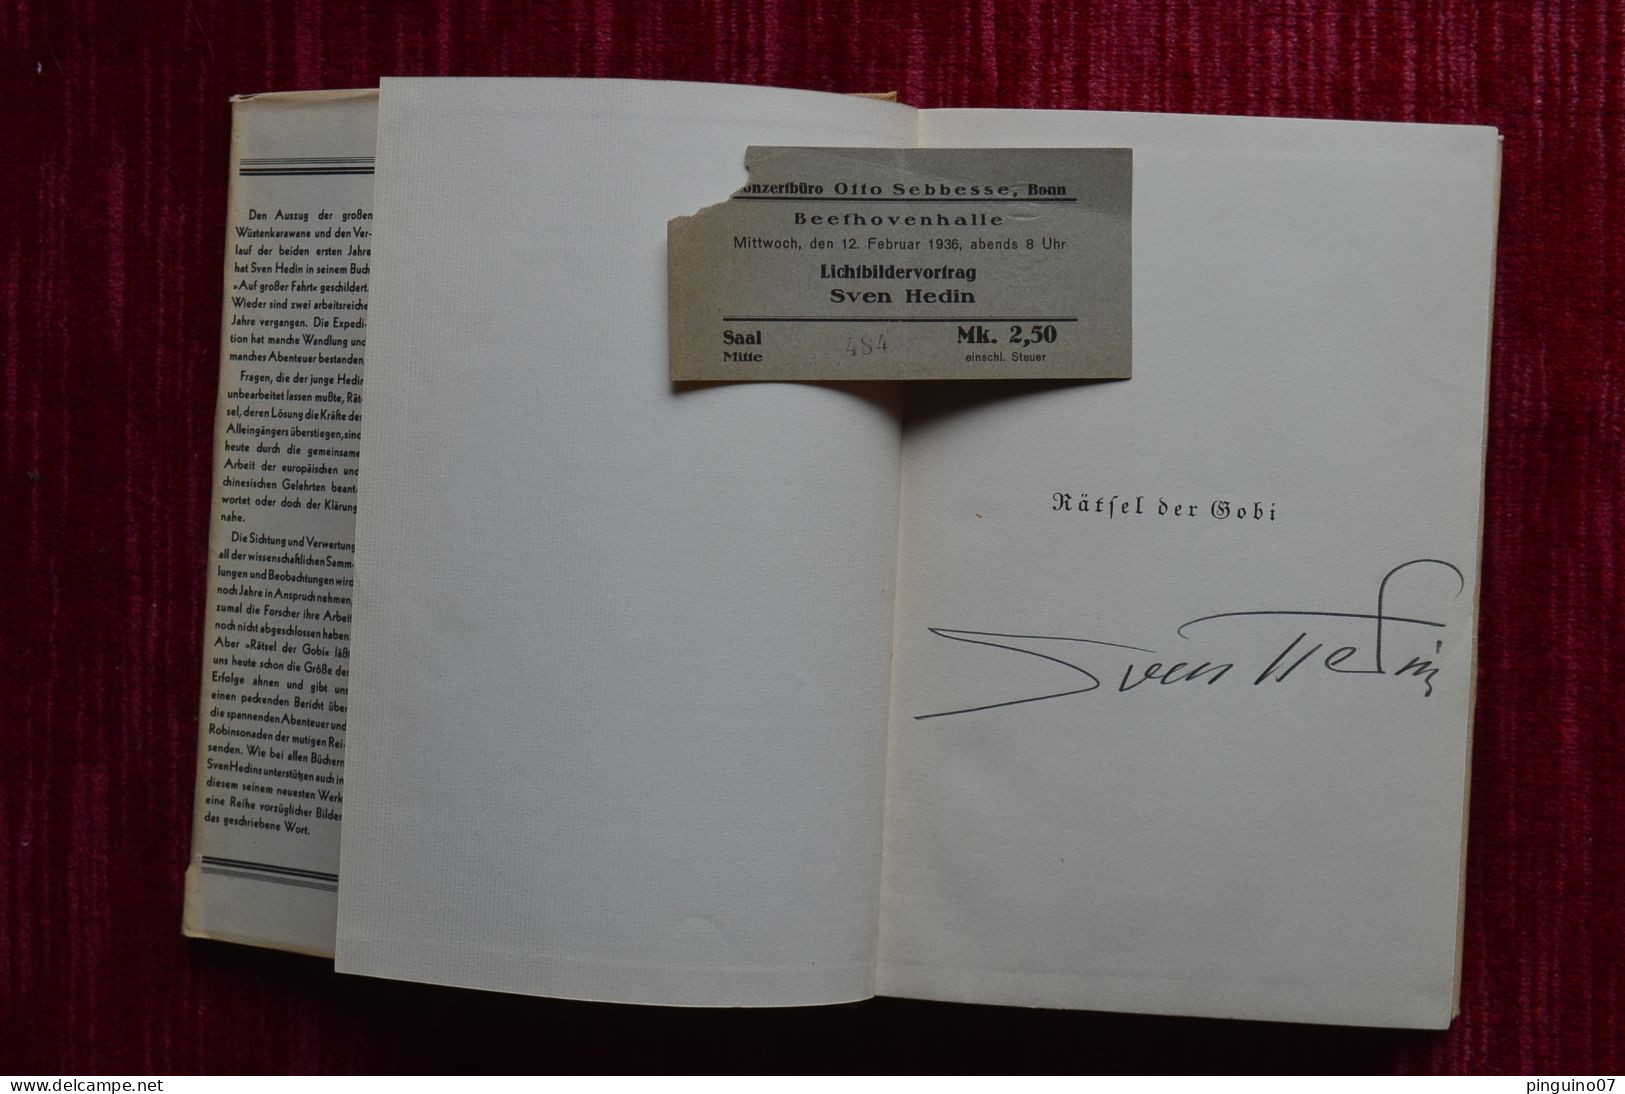 Den Auszug der großen
Wüstenkarawane und den Ver-
lauf der beiden ersten Jahre
hat Sven Hedin in seinem Buch
»Auf großer Fahrt« geschildert.
Wieder sind zwei arbeitsreiche
Jahre vergangen. Die Expedi-
tion hat manche Wandlung und
manches Abenteuer bestanden
Fragen, die der junge Hedin
unbearbeitet lassen mußte, Rät-
sel, deren Lösung die Kräfte des
Alleingängers überstiegen, sind
heute durch die gemeinsame
Arbeit der europäischen und
chinesischen Gelehrten beant-
wortet oder doch der Klärung
nahe.
Die Sichtung und Verwertung
all der wissenschaftlichen Samm-
lungen und Beobachtungen wird
noch Jahre in Anspruch nehmen,
zumal die Forscher ihre Arbeit
noch nicht abgeschlossen haben.
Aber »Rätsel der Gobi« läßt
uns heute schon die Größe der
Erfolge ahnen und gibt uns
einen packenden Bericht über
die spannenden Abenteuer und
Robinsonaden der mutigen Rei-
senden. Wie bei allen Büchern
Sven Hedins unterstützen auch in
diesem seinem neuesten Werk
eine Reihe vorzüglicher Bilder
das geschriebene Wort.
onzertbüro Otto Sebbesse, Bonn
Beethovenhalle
Mittwoch, den 12. Februar 1936, abends 8 Uhr
Lichtbildervortrag
Sven Hedin
Saal 484 Mk. 2,50
Mitte einschl. Steuer
Rätsel der Gobi
Sven Hedin
www.delcampe.net
pinguino07